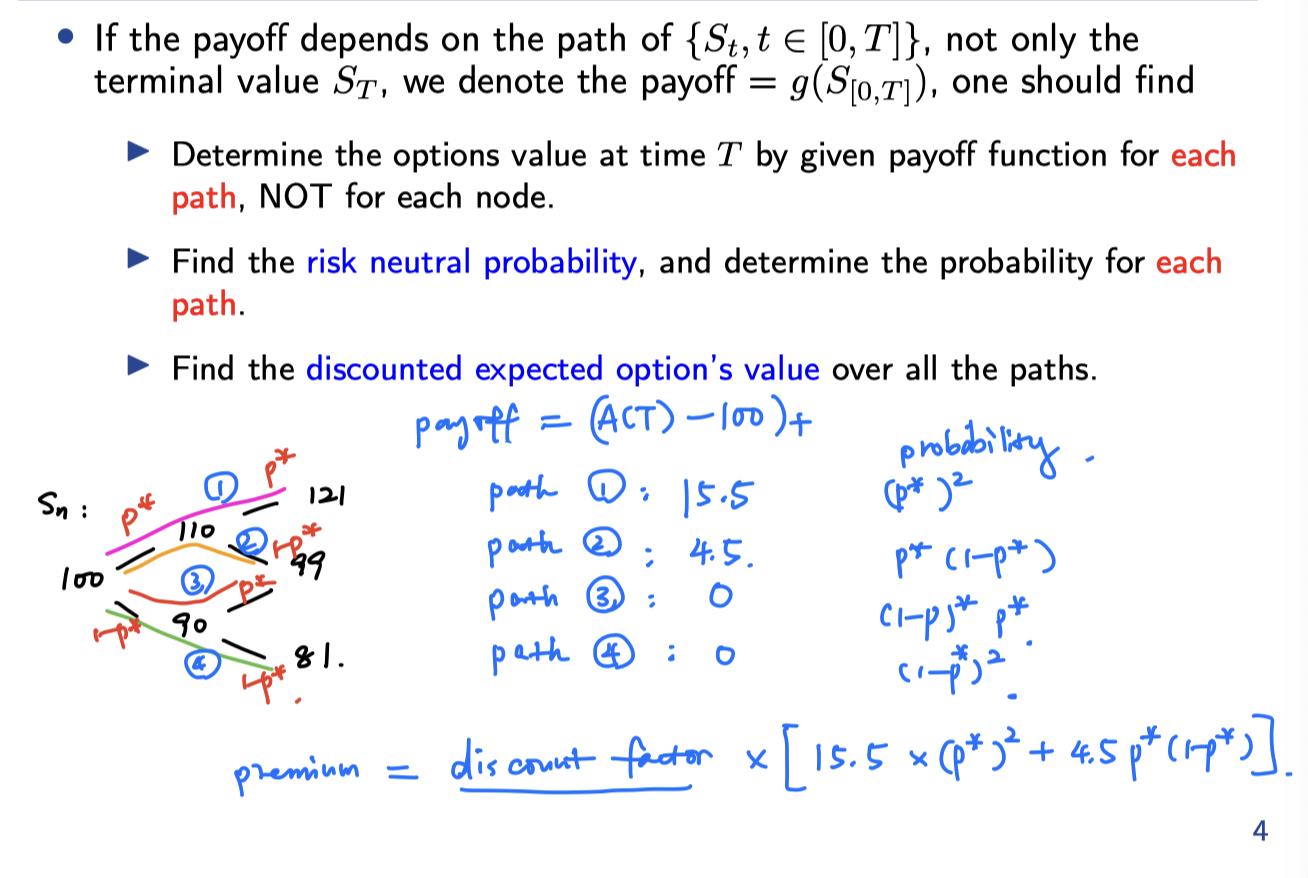 • If the payoff depends on the path of {S_t, t ∈ [0, T]}, not only the
terminal value S_T, we denote the payoff = g(S_[0,T]), one should find
▶ Determine the options value at time T by given payoff function for each
path, NOT for each node.
▶ Find the risk neutral probability, and determine the probability for each
path.
▶ Find the discounted expected option's value over all the paths.
payoff = (A(T) - 100)+
probability.
S_n :
p*
①
p*
121
110
②
1-p*
99
100
③
p*
90
1-p*
④
81.
1-p*.
path ① : 15.5 (p*)^2
path ② ; 4.5. p* (1-p*)
path ③ : 0 (1-p)* p*.
path ④ : 0 (1-p*)^2.
premium = discount factor × [15.5 × (p*)^2 + 4.5 p* (1-p*)].
4